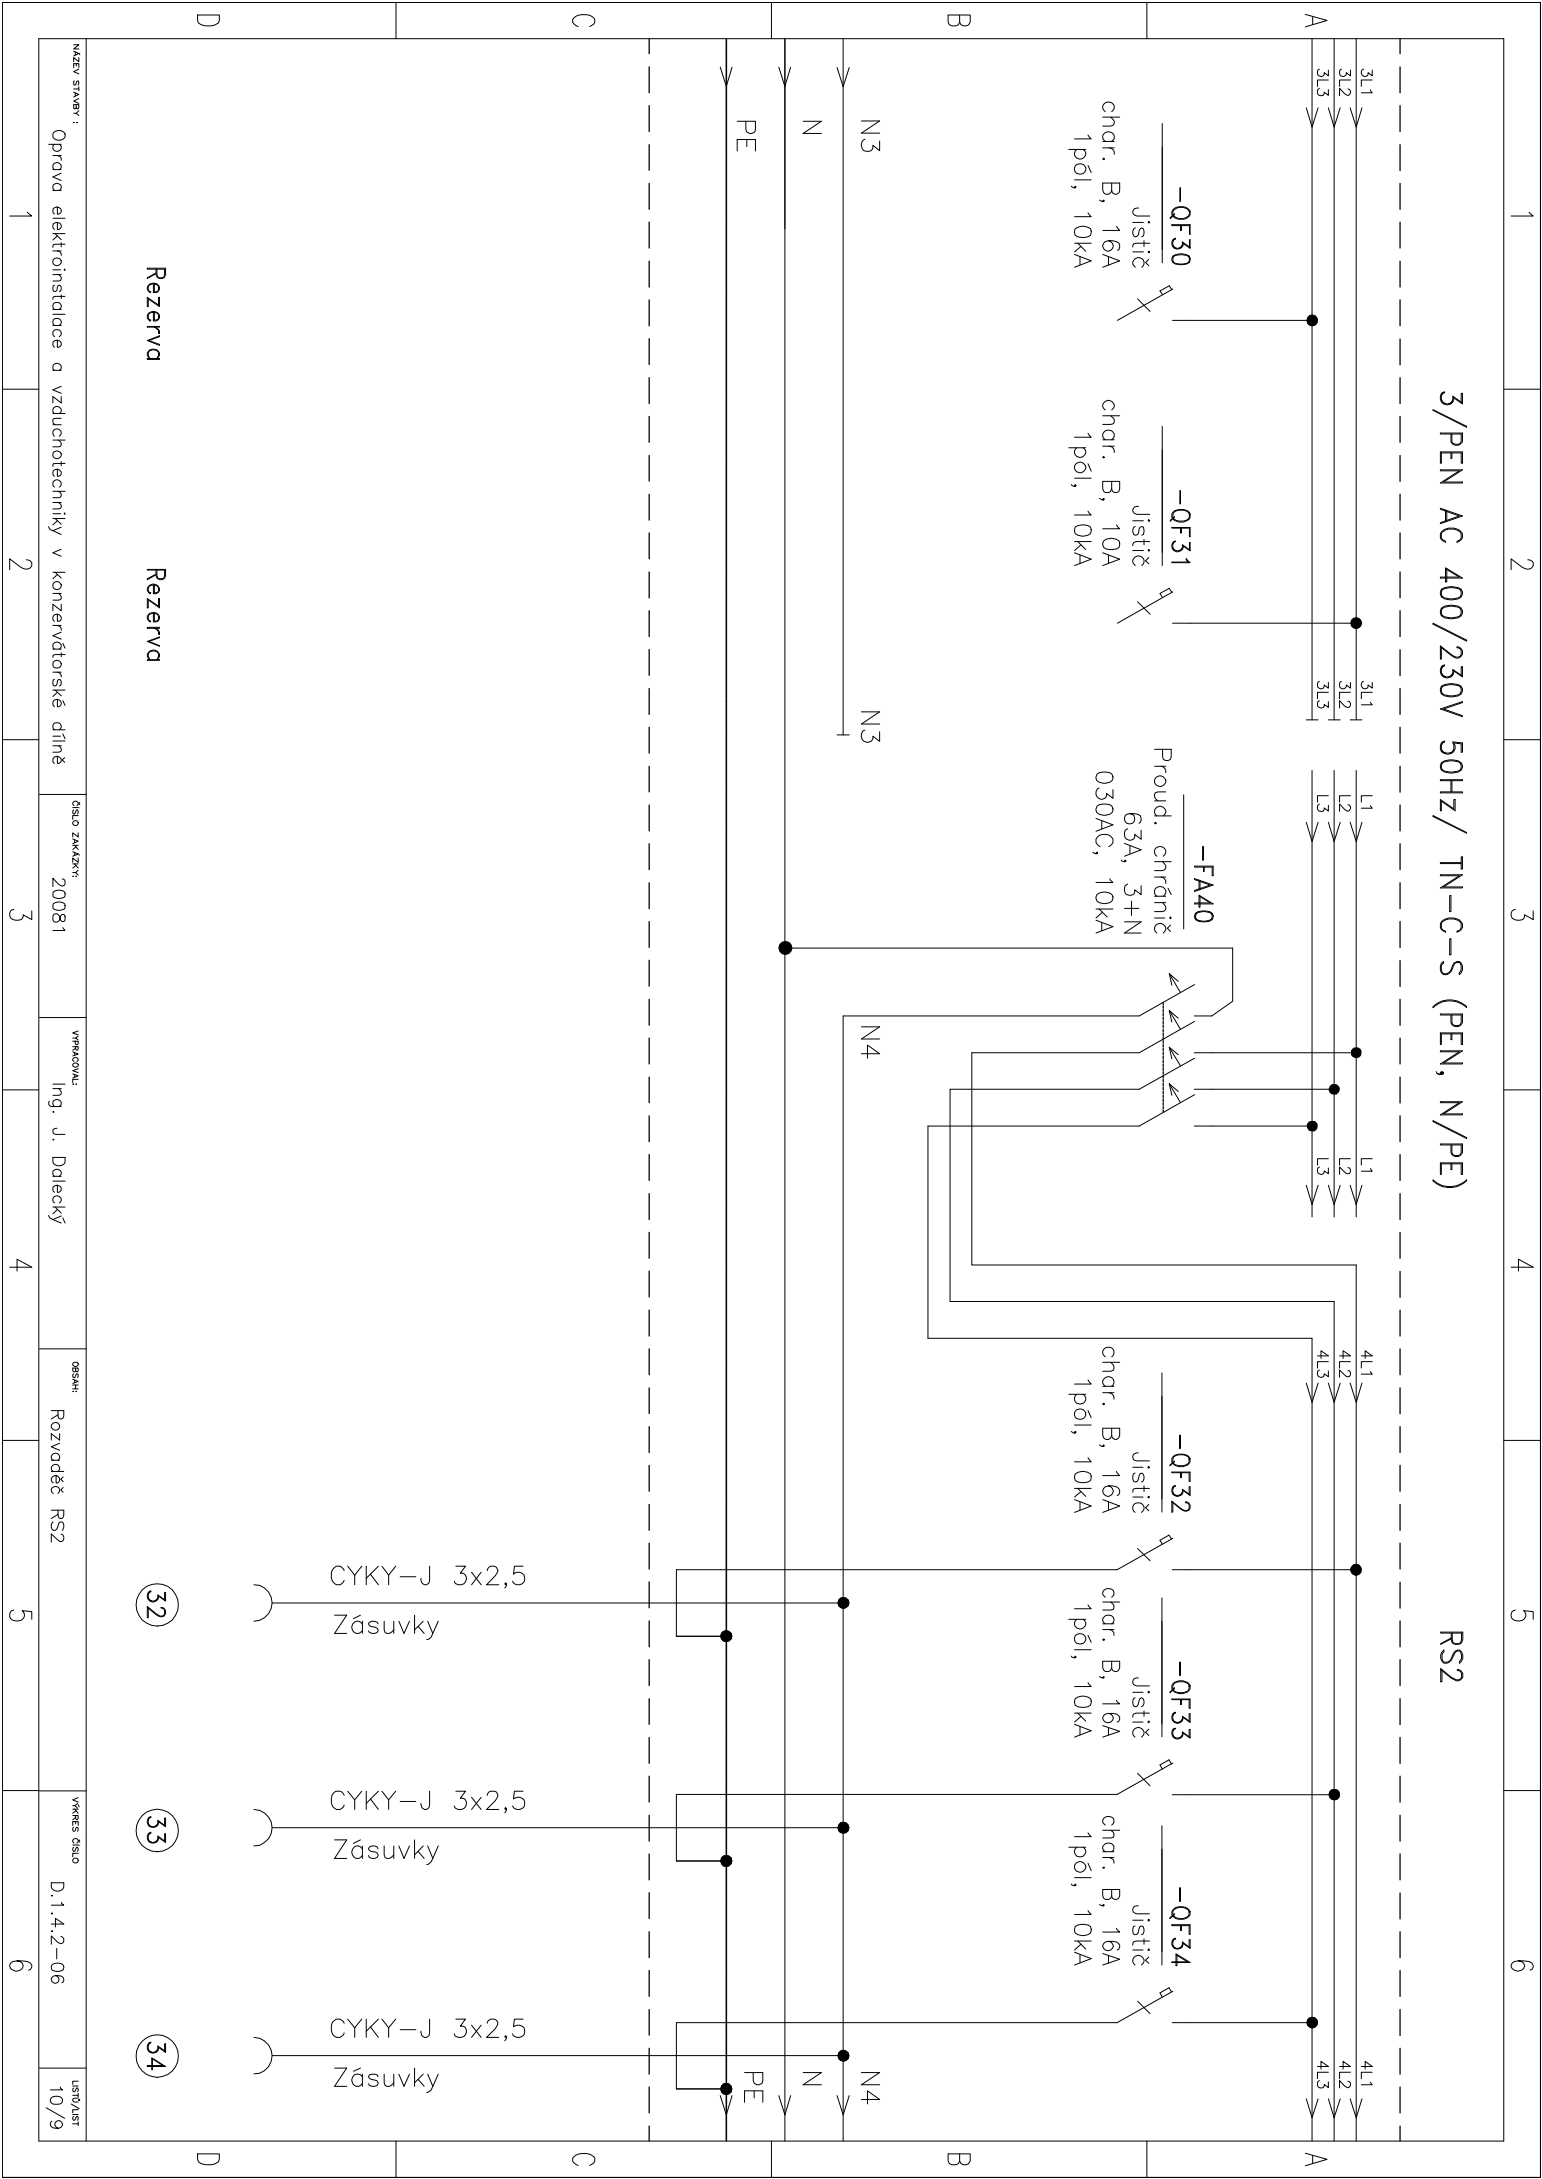 1
2
3
4
5
6
3/PEN AC 400/230V 50Hz/ TN-C-S (PEN, N/PE)
RS2
A
A
3L1
3L2
3L3
3L1
3L2
3L3
L1
L2
L3
L1
L2
L3
4L1
4L2
4L3
4L1
4L2
4L3
-QF30
Jistič
char. B, 16A
1pól, 10kA
-QF31
Jistič
char. B, 10A
1pól, 10kA
-FA40
Proud. chránič
63A, 3+N
030AC, 10kA
-QF32
Jistič
char. B, 16A
1pól, 10kA
-QF33
Jistič
char. B, 16A
1pól, 10kA
-QF34
Jistič
char. B, 16A
1pól, 10kA
B
B
N3
N3
N4
N4
N
N
PE
PE
C
C
CYKY-J 3x2,5
Zásuvky
CYKY-J 3x2,5
Zásuvky
CYKY-J 3x2,5
Zásuvky
D
D
Rezerva
Rezerva
32
33
34
NÁZEV STAVBY :
Oprava elektroinstalace a vzduchotechniky v konzervátorské dílně
ČISLO ZAKÁZKY:
20081
VYPRACOVAL:
Ing. J. Dalecký
OBSAH:
Rozvaděč RS2
VÝKRES ČISLO
D.1.4.2-06
LISTŮ/LIST
10/9
1
2
3
4
5
6